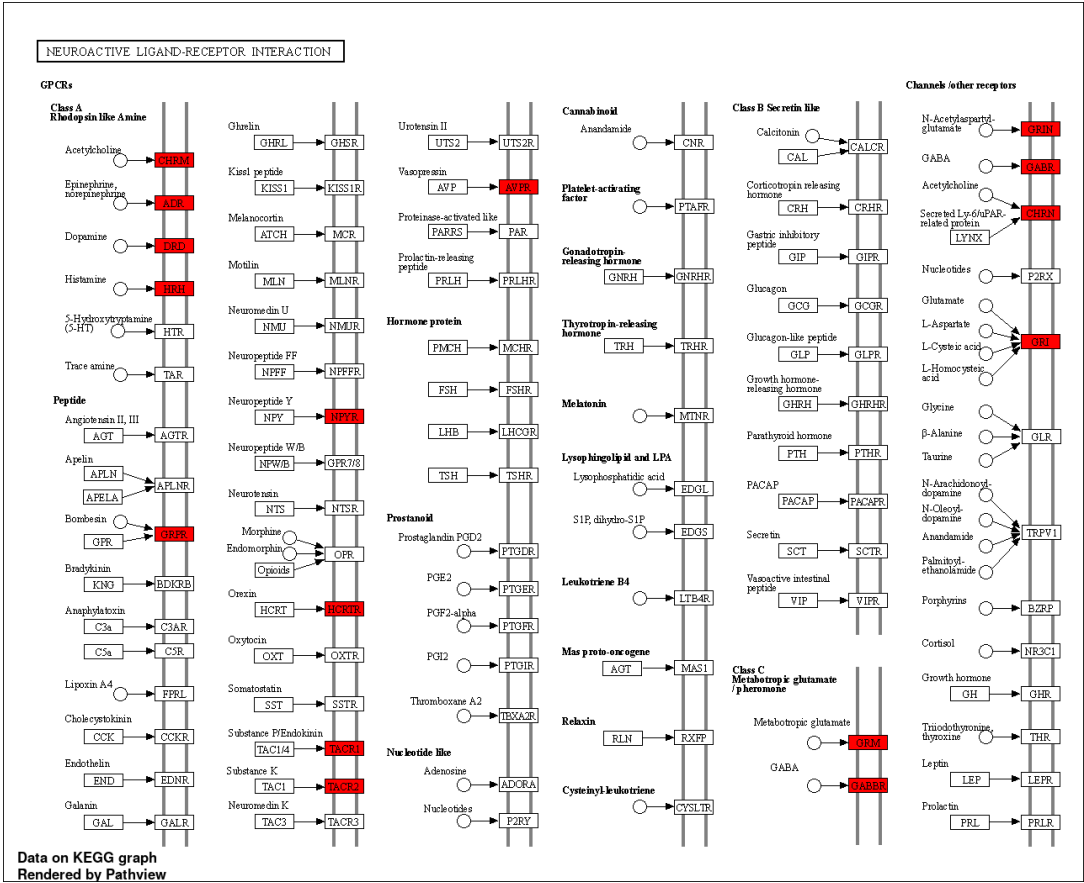 NEUROACTIVE LIGAND-RECEPTOR INTERACTION
GPCRs
Class A
Rhodopsin like Amine
Acetylcholine
CHRM
Epinephrine,
norepinephrine
ADR
Dopamine
DRD
Histamine
HRH
5-Hydroxytryptamine
(5-HT)
HTR
Trace amine
TAR
Peptide
Angiotensin II, III
AGT
AGTR
Apelin
APLN
APELA
APLNR
Bombesin
GPR
GRPR
Bradykinin
KNG
BDKRB
Anaphylatoxin
C3a
C3AR
C5a
C5R
Lipoxin A4
FPRL
Cholecystokinin
CCK
CCKR
Endothelin
END
EDNR
Galanin
GAL
GALR
Ghrelin
GHRL
GHSR
Kiss1 peptide
KISS1
KISS1R
Melanocortin
ATCH
MCR
Motilin
MLN
MLNR
Neuromedin U
NMU
NMUR
Neuropeptide FF
NPFF
NPFFR
Neuropeptide Y
NPY
NPYR
Neuropeptide W/B
NPW/B
GPR7/8
Neurotensin
NTS
NTSR
Morphine
Endomorphin
Opioids
OPR
Orexin
HCRT
HCRTR
Oxytocin
OXT
OXTR
Somatostatin
SST
SSTR
Substance P/Endokinin
TAC1/4
TACR1
Substance K
TAC1
TACR2
Neuromedin K
TAC3
TACR3
Urotensin II
UTS2
UTS2R
Vasopressin
AVP
AVPR
Proteinase-activated like
PARRS
PAR
Prolactin-releasing
peptide
PRLH
PRLHR
Hormone protein
PMCH
MCHR
FSH
FSHR
LHB
LHCGR
TSH
TSHR
Prostanoid
Prostaglandin PGD2
PTGDR
PGE2
PTGER
PGF2-alpha
PTGFR
PGI2
PTGIR
Thromboxane A2
TBXA2R
Nucleotide like
Adenosine
ADORA
Nucleotides
P2RY
Cannabinoid
Anandamide
CNR
Platelet-activating
factor
PTAFR
Gonadotropin-
releasing hormone
GNRH
GNRHR
Thyrotropin-releasing
hormone
TRH
TRHR
Melatonin
MTNR
Lysophingolipid and LPA
Lysophosphatidic acid
EDGL
S1P, dihydro-S1P
EDGS
Leukotriene B4
LTB4R
Mas proto-oncogene
AGT
MAS1
Relaxin
RLN
RXFP
Cysteinyl-leukotriene
CYSLTR
Class B Secretin like
Calcitonin
CAL
CALCR
Corticotropin releasing
hormone
CRH
CRHR
Gastric inhibitory
peptide
GIP
GIPR
Glucagon
GCG
GCGR
Glucagon-like peptide
GLP
GLPR
Growth hormone-
releasing hormone
GHRH
GHRHR
Parathyroid hormone
PTH
PTHR
PACAP
PACAP
PACAPR
Secretin
SCT
SCTR
Vasoactive intestinal
peptide
VIP
VIPR
Class C
Metabotropic glutamate
/ pheromone
Metabotropic glutamate
GRM
GABA
GABBR
Channels /other receptors
N-Acetylaspartyl-
glutamate
GRIN
GABA
GABR
Acetylcholine
CHRN
Secreted Ly-6/uPAR-
related protein
LYNX
Nucleotides
P2RX
Glutamate
L-Aspartate
L-Cysteic acid
L-Homocysteic
acid
GRI
Glycine
β-Alanine
Taurine
GLR
N-Arachidonoyl-
dopamine
N-Oleoyl-
dopamine
Anandamide
Palmitoyl-
ethanolamide
TRPV1
Porphyrins
BZRP
Cortisol
NR3C1
Growth hormone
GH
GHR
Triiodothyronine,
thyroxine
THR
Leptin
LEP
LEPR
Prolactin
PRL
PRLR
Data on KEGG graph
Rendered by Pathview